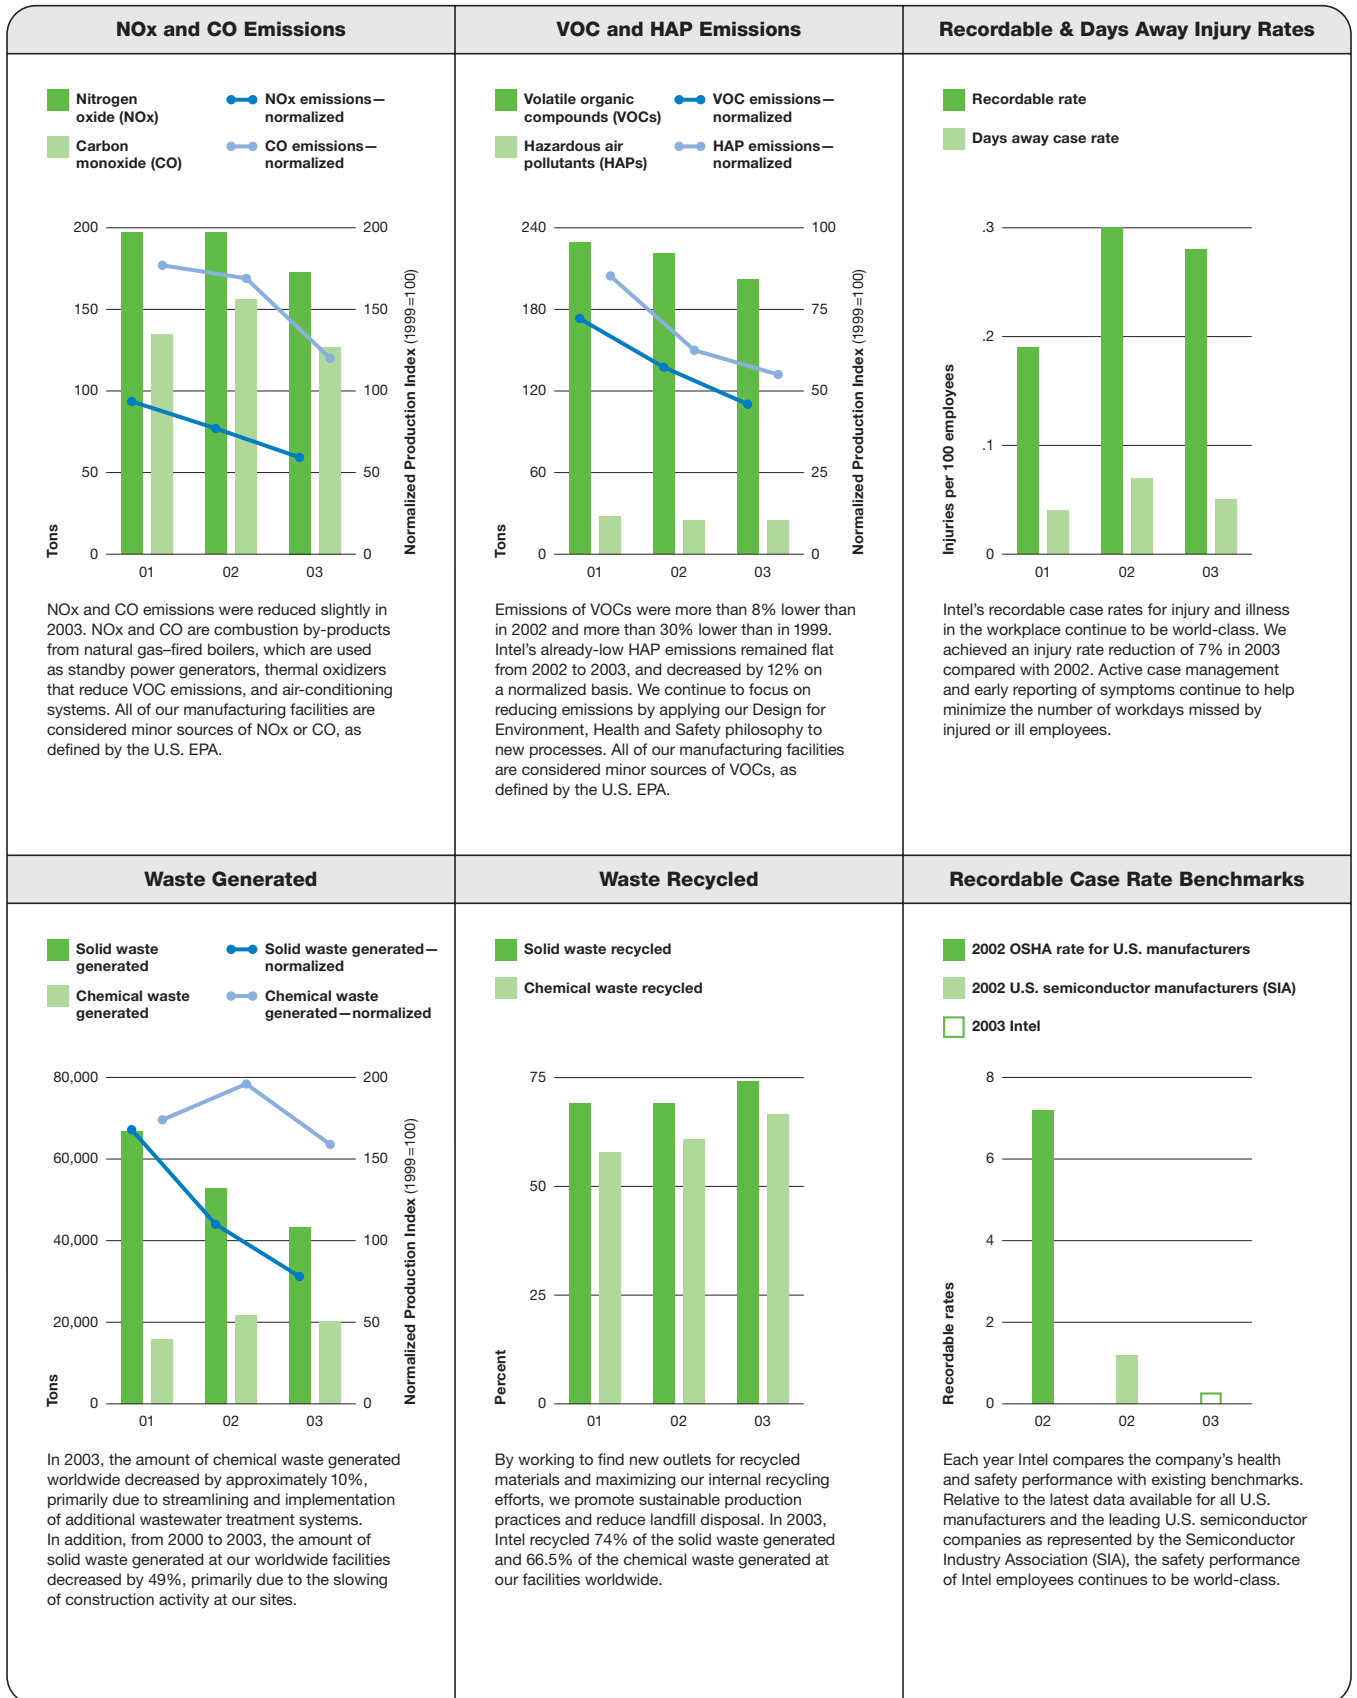 NOx and CO Emissions
Nitrogen
oxide (NOx)
Carbon
monoxide (CO)
NOx emissions—
normalized
CO emissions—
normalized
200
150
100
50
0
Tons
200
150
100
50
0
Normalized Production Index (1999=100)
01
02
03
NOx and CO emissions were reduced slightly in
2003. NOx and CO are combustion by-products
from natural gas–fired boilers, which are used
as standby power generators, thermal oxidizers
that reduce VOC emissions, and air-conditioning
systems. All of our manufacturing facilities are
considered minor sources of NOx or CO, as
defined by the U.S. EPA.
VOC and HAP Emissions
Volatile organic
compounds (VOCs)
Hazardous air
pollutants (HAPs)
VOC emissions—
normalized
HAP emissions—
normalized
240
180
120
60
0
Tons
100
75
50
25
0
Normalized Production Index (1999=100)
01
02
03
Emissions of VOCs were more than 8% lower than
in 2002 and more than 30% lower than in 1999.
Intel's already-low HAP emissions remained flat
from 2002 to 2003, and decreased by 12% on
a normalized basis. We continue to focus on
reducing emissions by applying our Design for
Environment, Health and Safety philosophy to
new processes. All of our manufacturing facilities
are considered minor sources of VOCs, as
defined by the U.S. EPA.
Recordable & Days Away Injury Rates
Recordable rate
Days away case rate
.3
.2
.1
0
Injuries per 100 employees
01
02
03
Intel's recordable case rates for injury and illness
in the workplace continue to be world-class. We
achieved an injury rate reduction of 7% in 2003
compared with 2002. Active case management
and early reporting of symptoms continue to help
minimize the number of workdays missed by
injured or ill employees.
Waste Generated
Solid waste
generated
Chemical waste
generated
Solid waste generated—
normalized
Chemical waste
generated—normalized
80,000
60,000
40,000
20,000
0
Tons
200
150
100
50
0
Normalized Production Index (1999=100)
01
02
03
In 2003, the amount of chemical waste generated
worldwide decreased by approximately 10%,
primarily due to streamlining and implementation
of additional wastewater treatment systems.
In addition, from 2000 to 2003, the amount of
solid waste generated at our worldwide facilities
decreased by 49%, primarily due to the slowing
of construction activity at our sites.
Waste Recycled
Solid waste recycled
Chemical waste recycled
75
50
25
0
Percent
01
02
03
By working to find new outlets for recycled
materials and maximizing our internal recycling
efforts, we promote sustainable production
practices and reduce landfill disposal. In 2003,
Intel recycled 74% of the solid waste generated
and 66.5% of the chemical waste generated at
our facilities worldwide.
Recordable Case Rate Benchmarks
2002 OSHA rate for U.S. manufacturers
2002 U.S. semiconductor manufacturers (SIA)
2003 Intel
8
6
4
2
0
Recordable rates
02
02
03
Each year Intel compares the company's health
and safety performance with existing benchmarks.
Relative to the latest data available for all U.S.
manufacturers and the leading U.S. semiconductor
companies as represented by the Semiconductor
Industry Association (SIA), the safety performance
of Intel employees continues to be world-class.